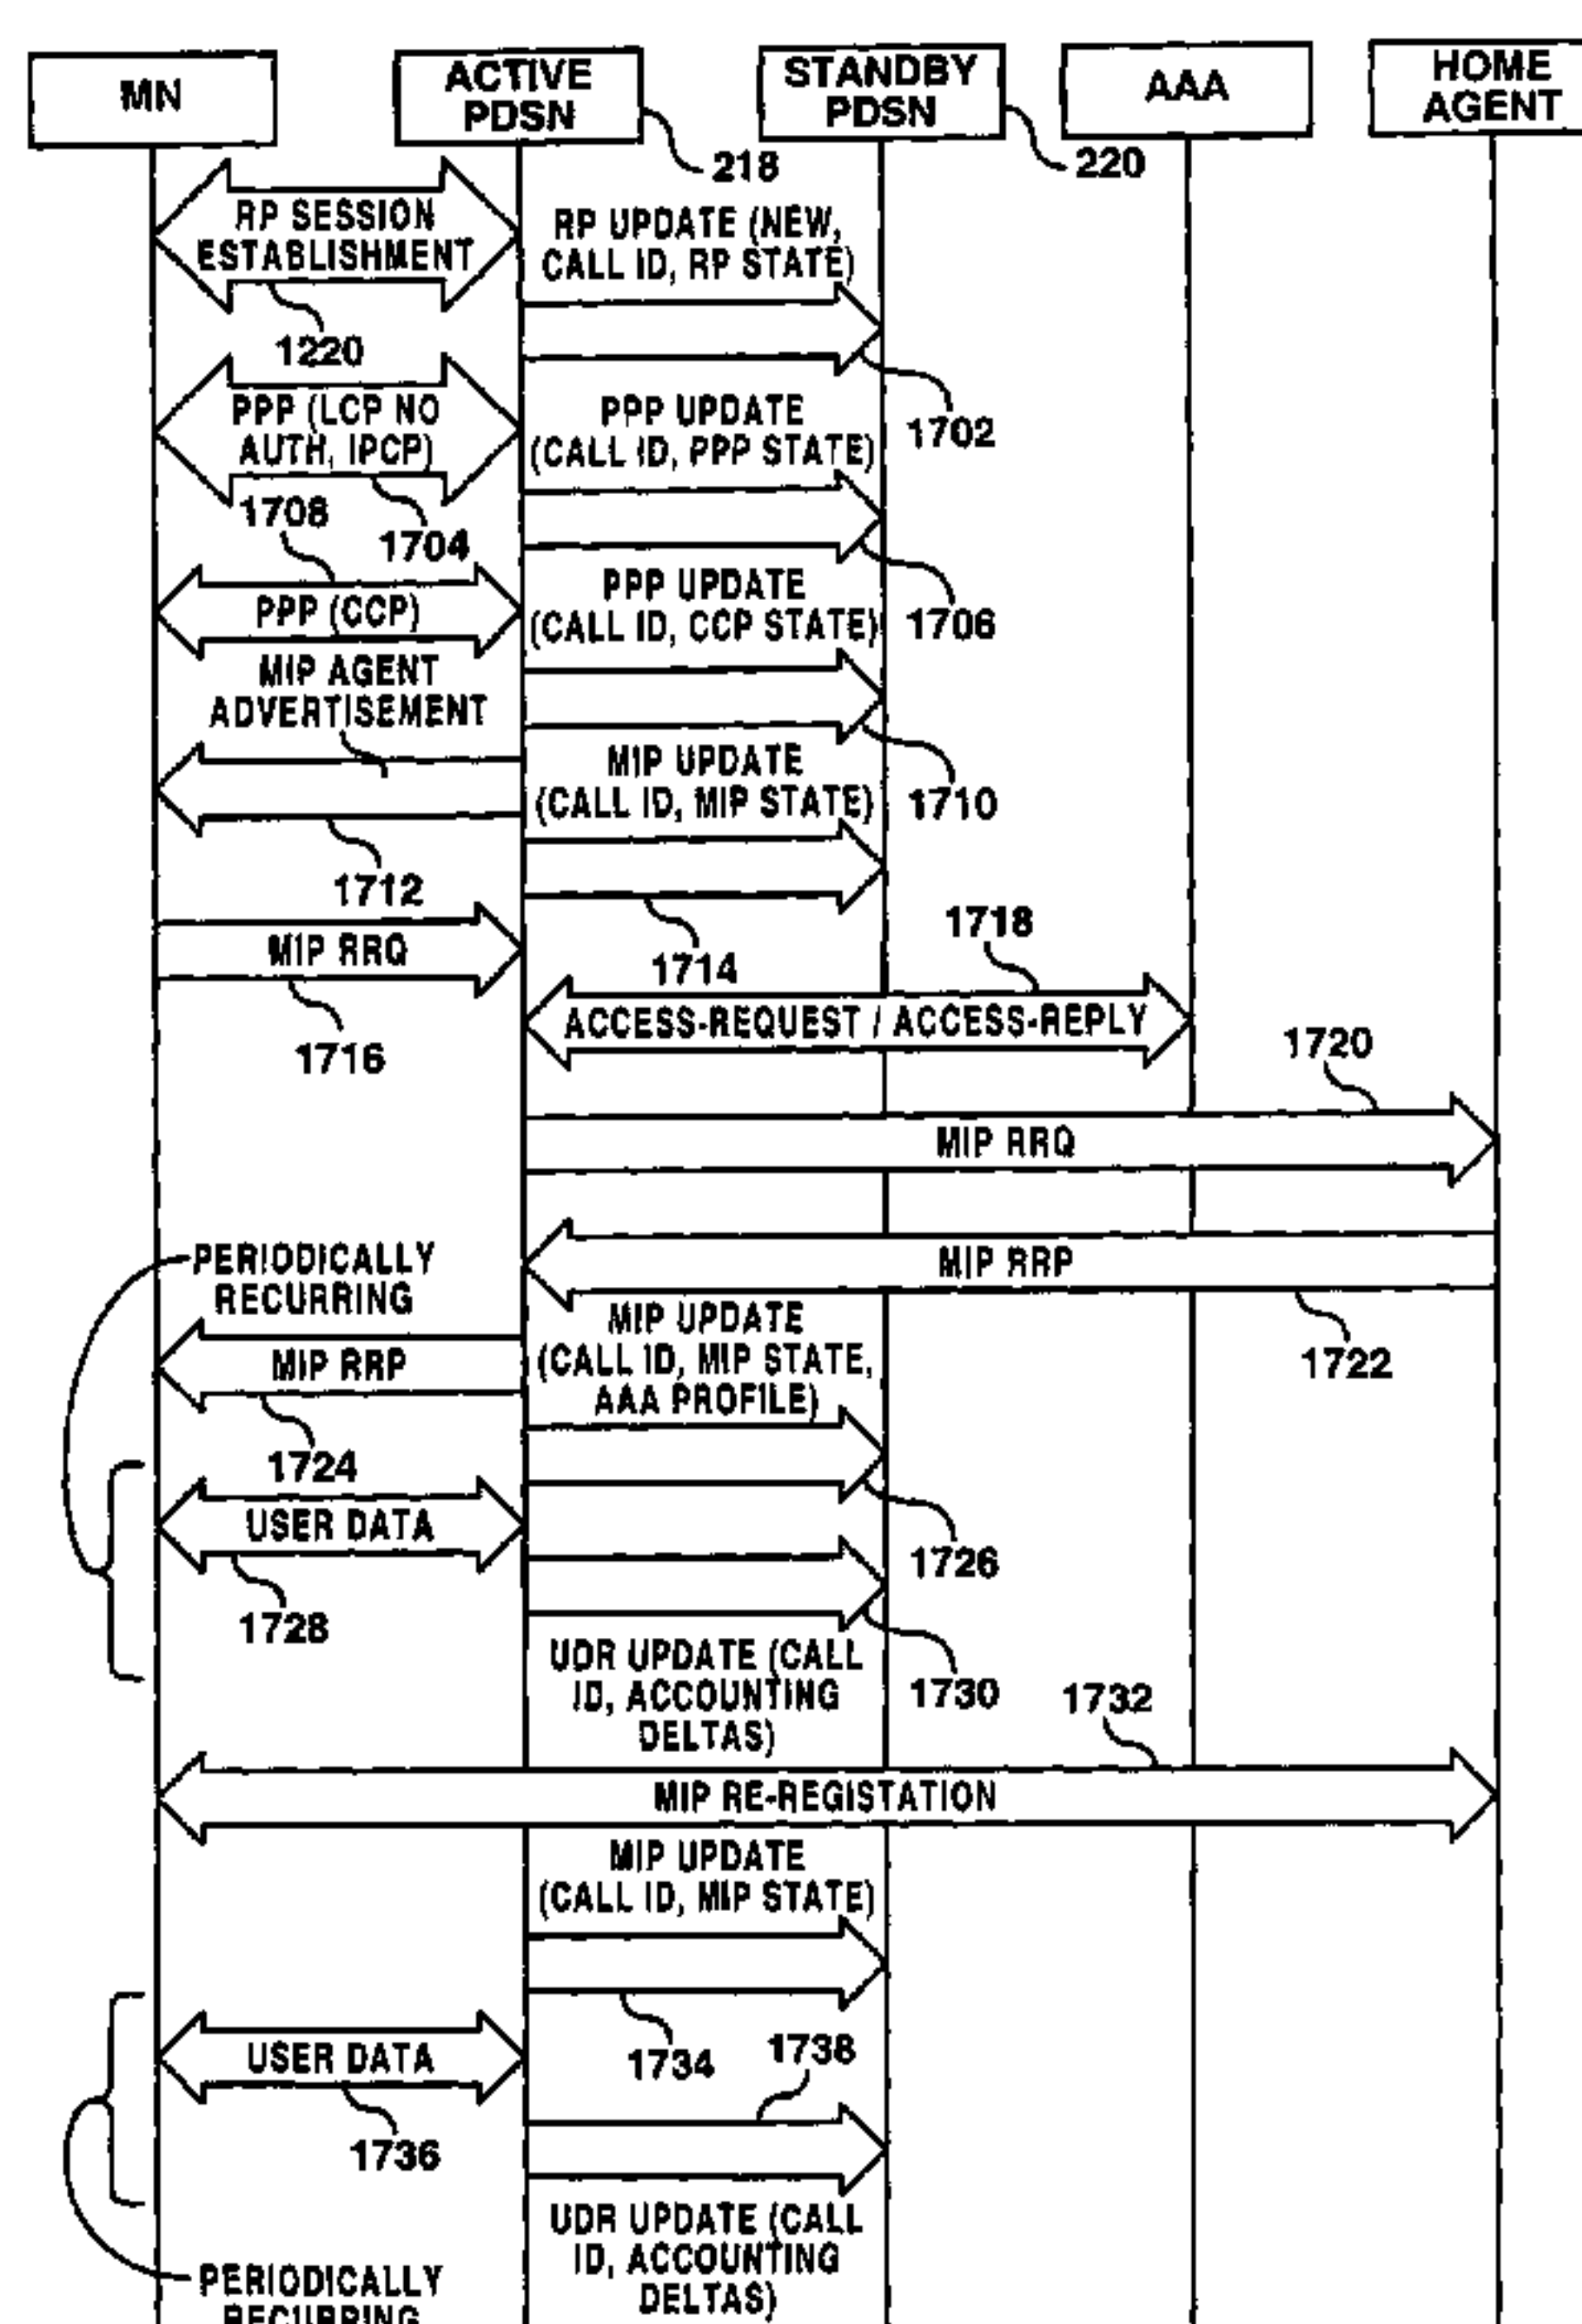 MN
ACTIVE
PDSN
STANDBY
PDSN
AAA
HOME
AGENT
218
220
RP SESSION
ESTABLISHMENT
1220
RP UPDATE (NEW,
CALL ID, RP STATE)
1702
PPP (LCP NO
AUTH, IPCP)
1704
PPP UPDATE
(CALL ID, PPP STATE)
1706
1708
PPP (CCP)
PPP UPDATE
(CALL ID, CCP STATE)
1710
MIP AGENT
ADVERTISEMENT
1712
MIP UPDATE
(CALL ID, MIP STATE)
1714
MIP RRQ
1716
1718
ACCESS-REQUEST / ACCESS-REPLY
1720
MIP RRQ
MIP RRP
1722
PERIODICALLY
RECURRING
MIP RRP
1724
MIP UPDATE
(CALL ID, MIP STATE,
AAA PROFILE)
1726
USER DATA
1728
1730
UDR UPDATE (CALL
ID, ACCOUNTING
DELTAS)
1732
MIP RE-REGISTATION
MIP UPDATE
(CALL ID, MIP STATE)
1734
USER DATA
1736
1738
UDR UPDATE (CALL
ID, ACCOUNTING
DELTAS)
PERIODICALLY
RECURRING